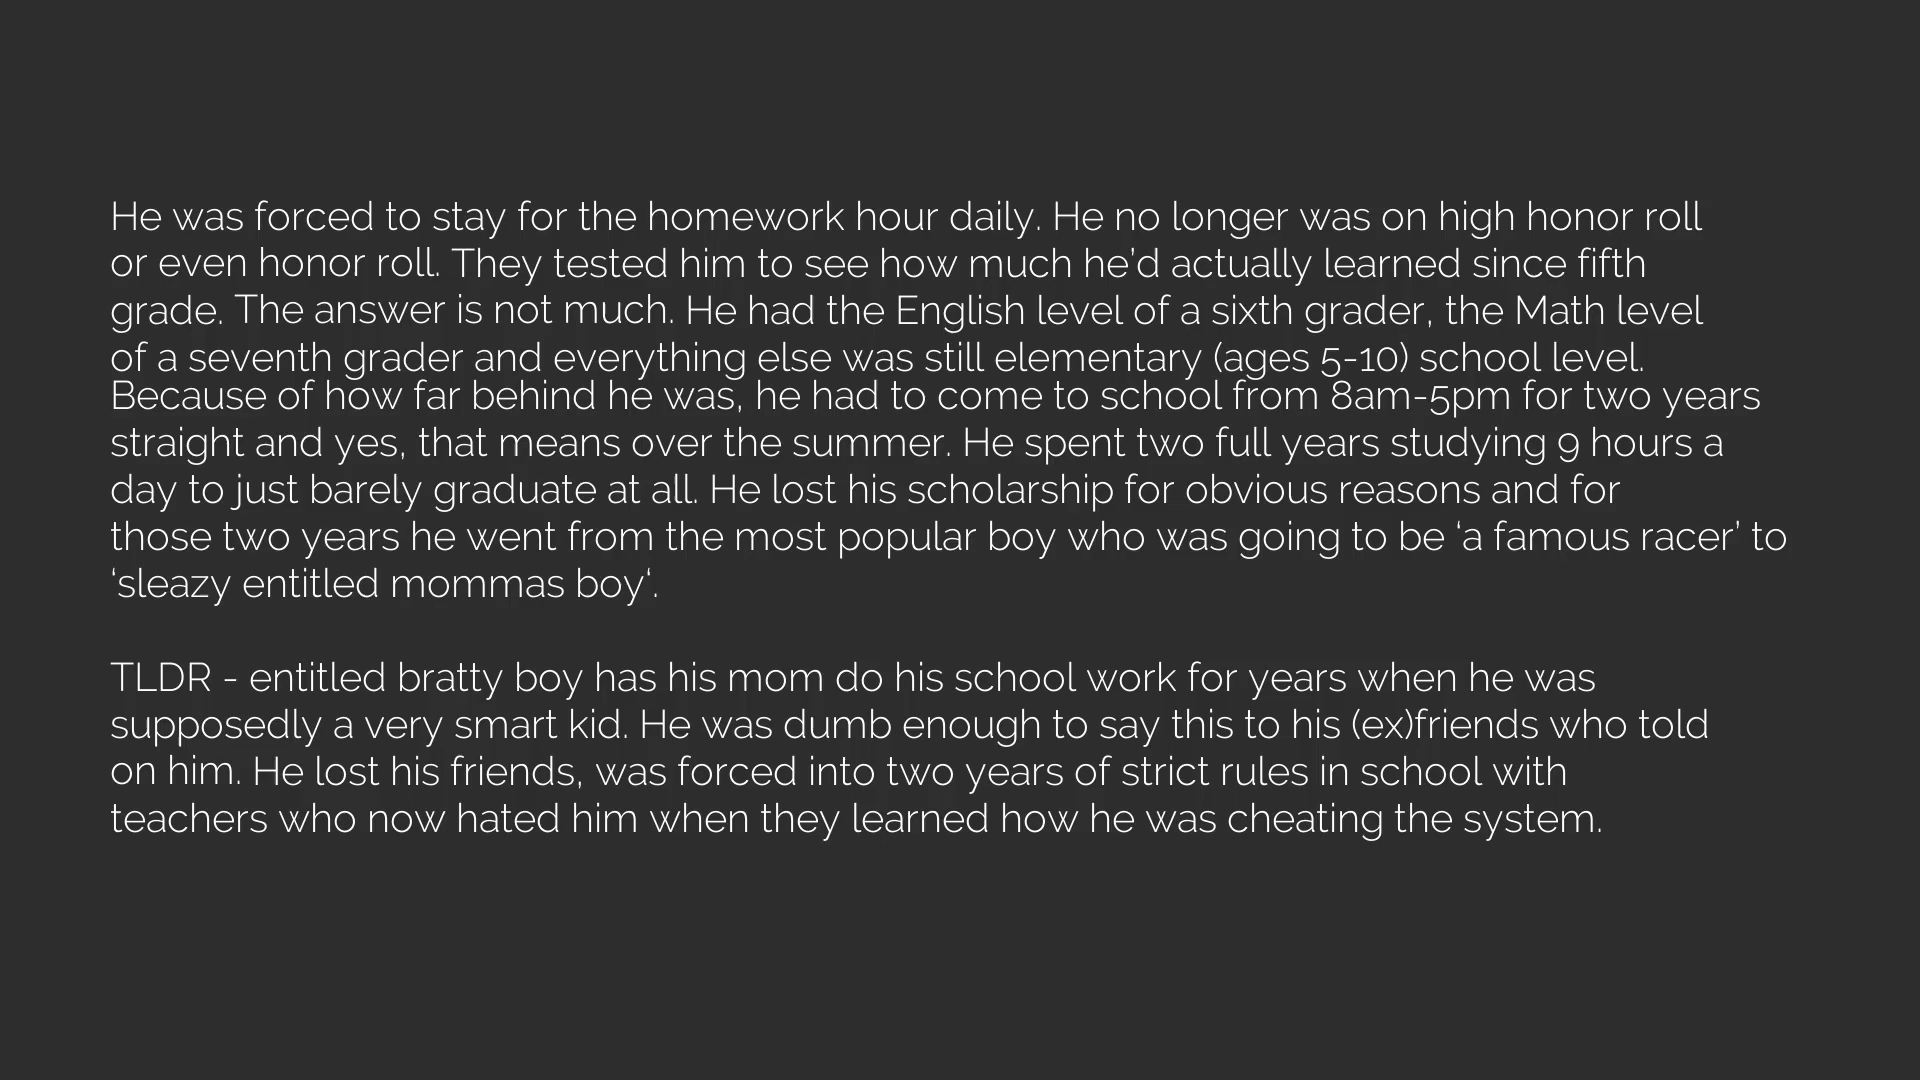 He was forced to stay for the homework hour daily. He no longer was on high honor roll
or even honor roll. They tested him to see how much he’d actually learned since fifth
grade. The answer is not much. He had the English level of a sixth grader, the Math level
of a seventh grader and everything else was still elementary (ages 5-10) school level.
Because of how far behind he was, he had to come to school from 8am-5pm for two years
straight and yes, that means over the summer. He spent two full years studying 9 hours a
day to just barely graduate at all. He lost his scholarship for obvious reasons and for
those two years he went from the most popular boy who was going to be ‘a famous racer’ to
‘sleazy entitled mommas boy‘.
TLDR - entitled bratty boy has his mom do his school work for years when he was
supposedly a very smart kid. He was dumb enough to say this to his (ex)friends who told
on him. He lost his friends, was forced into two years of strict rules in school with
teachers who now hated him when they learned how he was cheating the system.